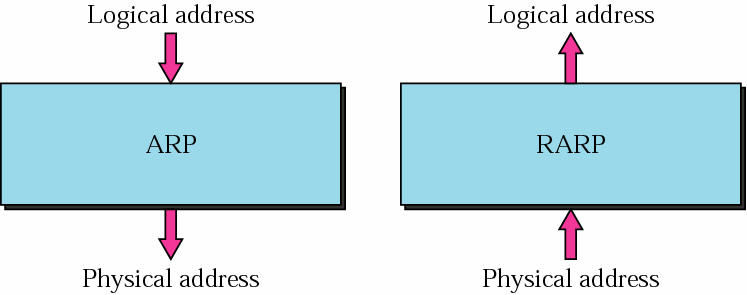 Logical address
Logical address
ARP
RARP
Physical address
Physical address